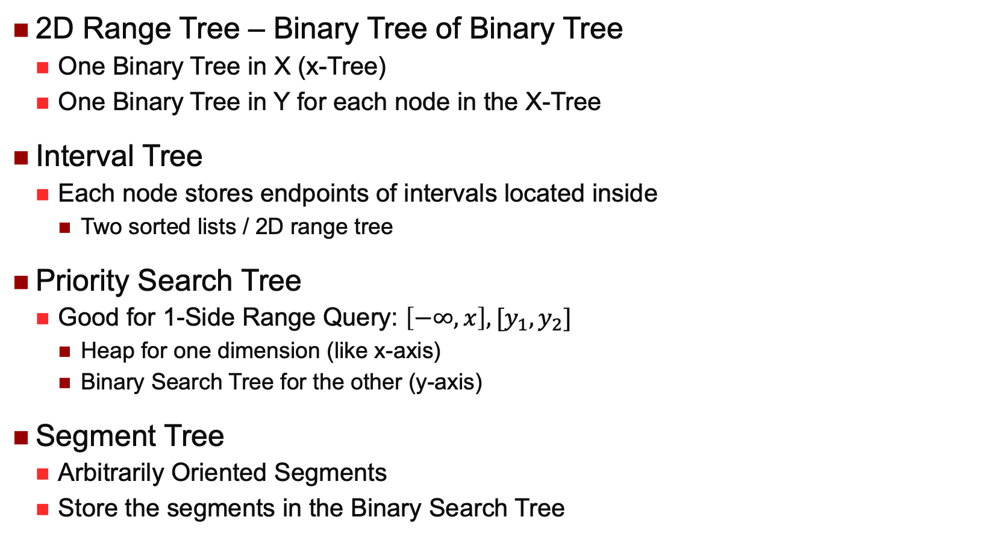 2D Range Tree – Binary Tree of Binary Tree
One Binary Tree in X (x-Tree)
One Binary Tree in Y for each node in the X-Tree
Interval Tree
Each node stores endpoints of intervals located inside
Two sorted lists / 2D range tree
Priority Search Tree
Good for 1-Side Range Query: [−∞, x], [y₁, y₂]
Heap for one dimension (like x-axis)
Binary Search Tree for the other (y-axis)
Segment Tree
Arbitrarily Oriented Segments
Store the segments in the Binary Search Tree